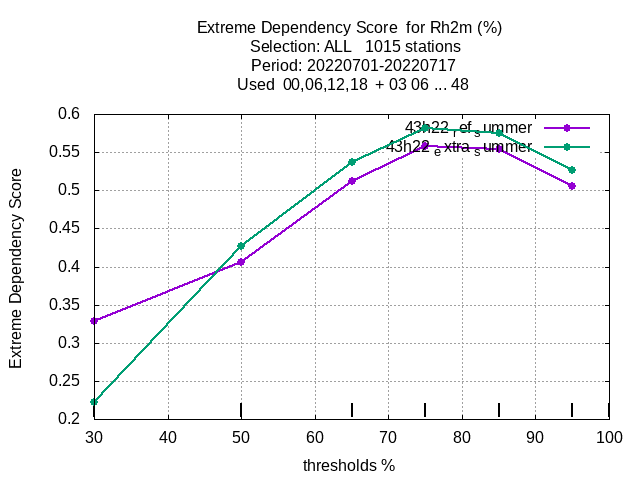 Extreme Dependency Score for Rh2m (%)
Selection: ALL 1015 stations
Period: 20220701-20220717
Used 00,06,12,18 + 03 06 ... 48
0.6
0.55
0.5
0.45
0.4
0.35
0.3
0.25
0.2
Extreme Dependency Score
43h22_ref_summer
43h22_extra_summer
30 40 50 60 70 80 90 100
thresholds %